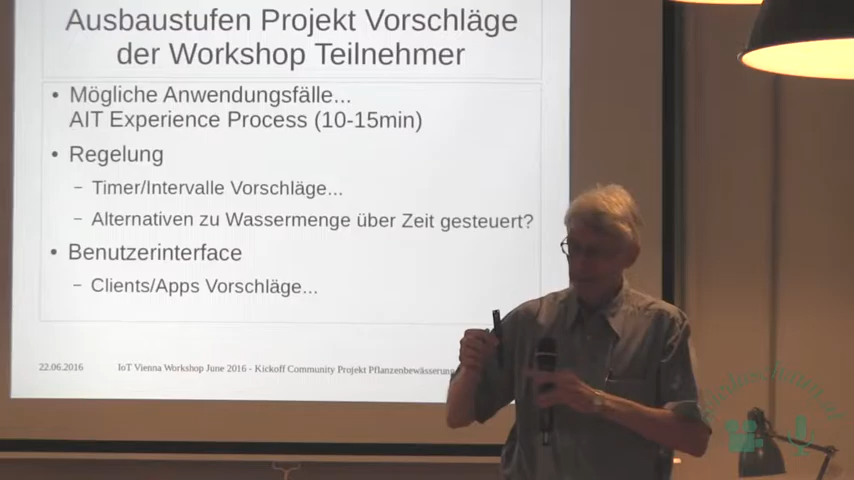 Ausbaustufen Projekt Vorschläge
der Workshop Teilnehmer
• Mögliche Anwendungsfälle...
AIT Experience Process (10-15min)
• Regelung
– Timer/Intervalle Vorschläge...
– Alternativen zu Wassermenge über Zeit gesteuert?
• Benutzerinterface
– Clients/Apps Vorschläge...
22.06.2016
IoT Vienna Workshop June 2016 - Kickoff Community Projekt Pflanzenbewässerung